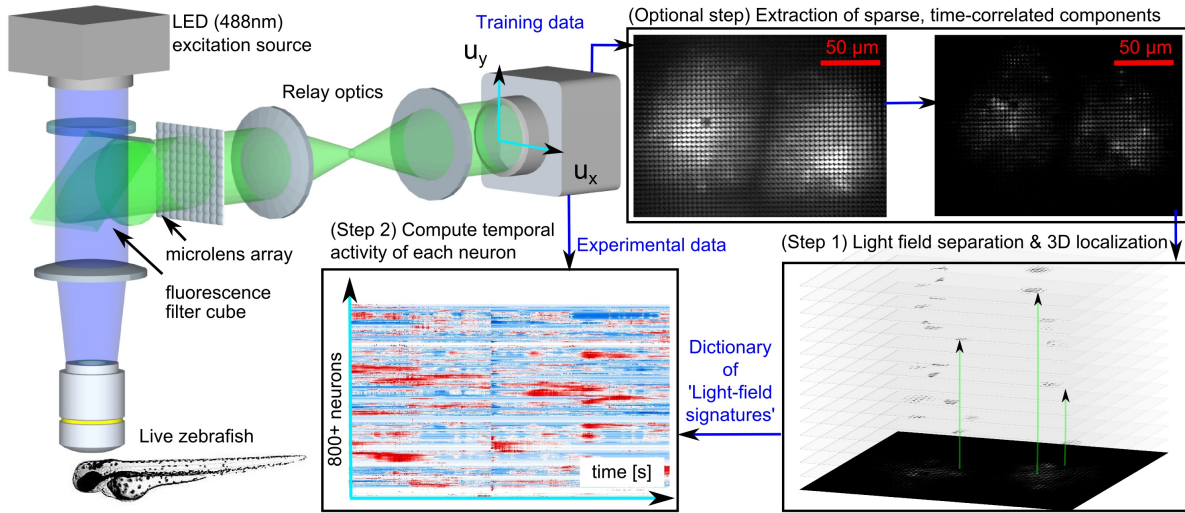 LED (488nm)
excitation source
Relay optics
microlens array
fluorescence
filter cube
Live zebrafish
Training data
u_y
u_x
(Optional step) Extraction of sparse, time-correlated components
50 µm
50 µm
(Step 2) Compute temporal
activity of each neuron
Experimental data
800+ neurons
time [s]
Dictionary
of
'Light-field
signatures'
(Step 1) Light field separation & 3D localization